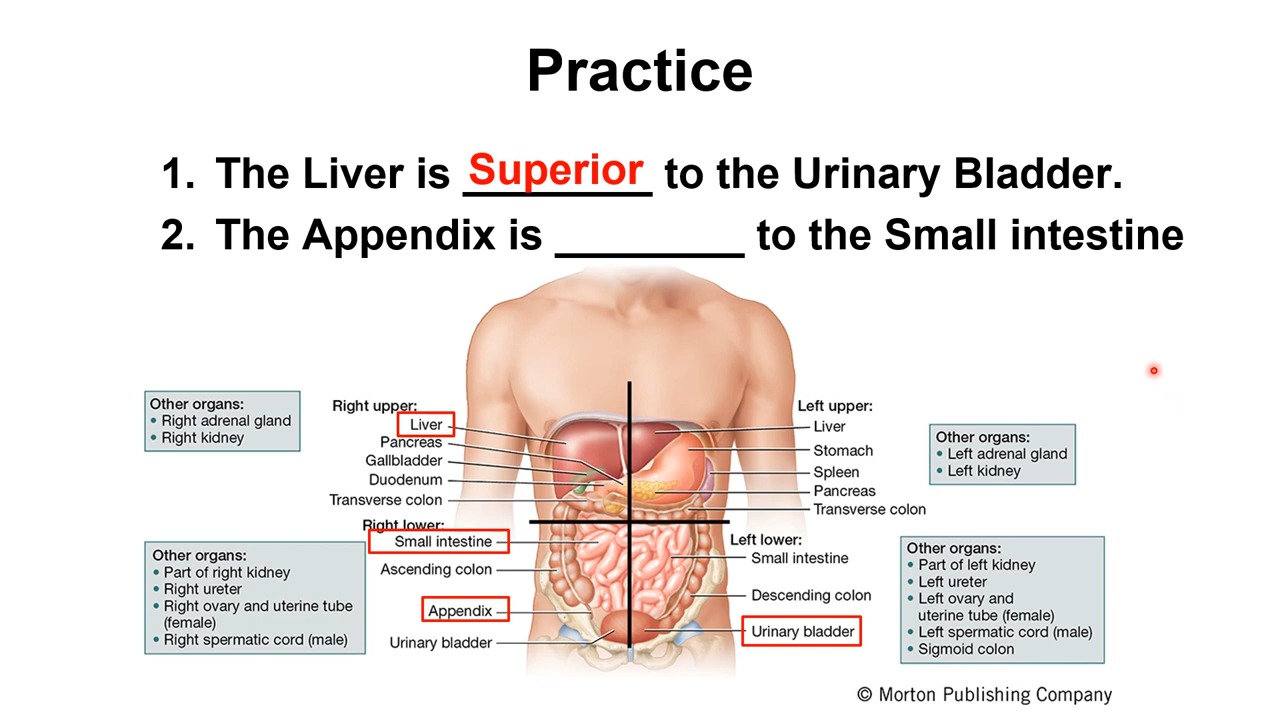 Practice
1. The Liver is Superior to the Urinary Bladder.
2. The Appendix is ________ to the Small intestine
Other organs:
• Right adrenal gland
• Right kidney
Right upper:
Liver
Pancreas
Gallbladder
Duodenum
Transverse colon
Left upper:
Liver
Stomach
Spleen
Pancreas
Transverse colon
Other organs:
• Left adrenal gland
• Left kidney
Other organs:
• Part of right kidney
• Right ureter
• Right ovary and uterine tube
(female)
• Right spermatic cord (male)
Right lower:
Small intestine
Ascending colon
Appendix
Urinary bladder
Left lower:
Small intestine
Descending colon
Urinary bladder
Other organs:
• Part of left kidney
• Left ureter
• Left ovary and
uterine tube (female)
• Left spermatic cord (male)
• Sigmoid colon
© Morton Publishing Company